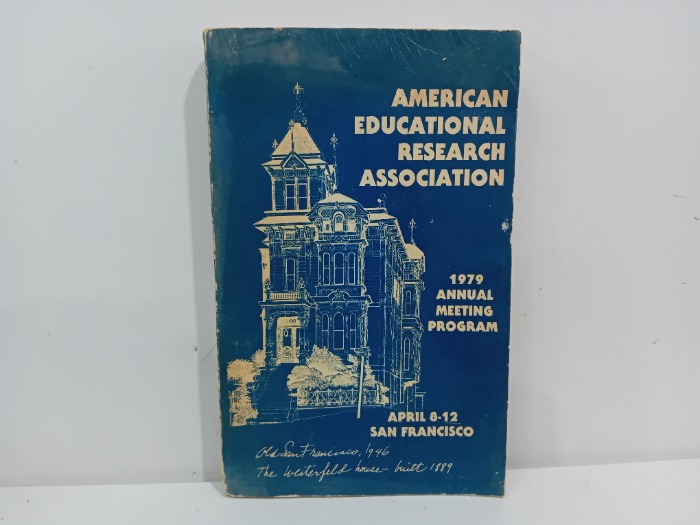 AMERICAN
EDUCATIONAL
RESEARCH
ASSOCIATION
1979
ANNUAL
MEETING
PROGRAM
APRIL 8-12
SAN FRANCISCO
Old San Francisco, 1946
The Westerfeld house - built 1889